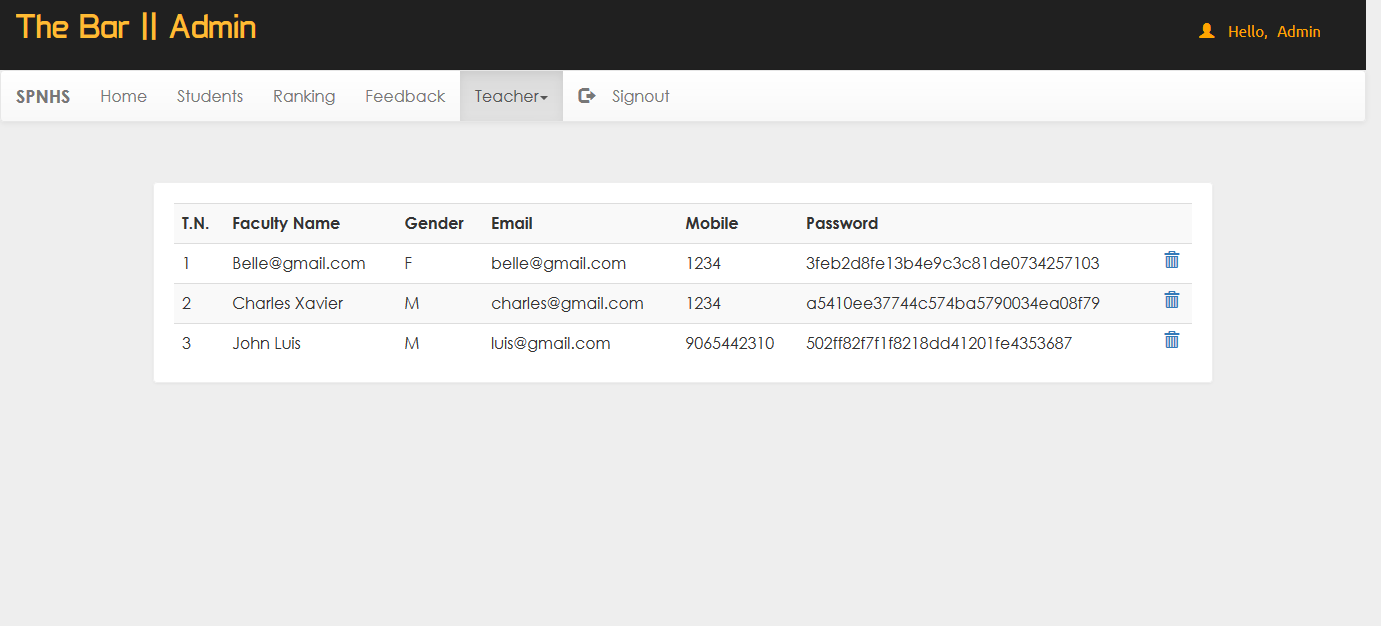 The Bar || Admin
Hello, Admin
SPNHS Home Students Ranking Feedback Teacher Signout
T.N. Faculty Name Gender Email Mobile Password
1 Belle@gmail.com F belle@gmail.com 1234 3feb2d8fe13b4e9c3c81de0734257103
2 Charles Xavier M charles@gmail.com 1234 a5410ee37744c574ba5790034ea08f79
3 John Luis M luis@gmail.com 9065442310 502ff82f7f1f8218dd41201fe4353687